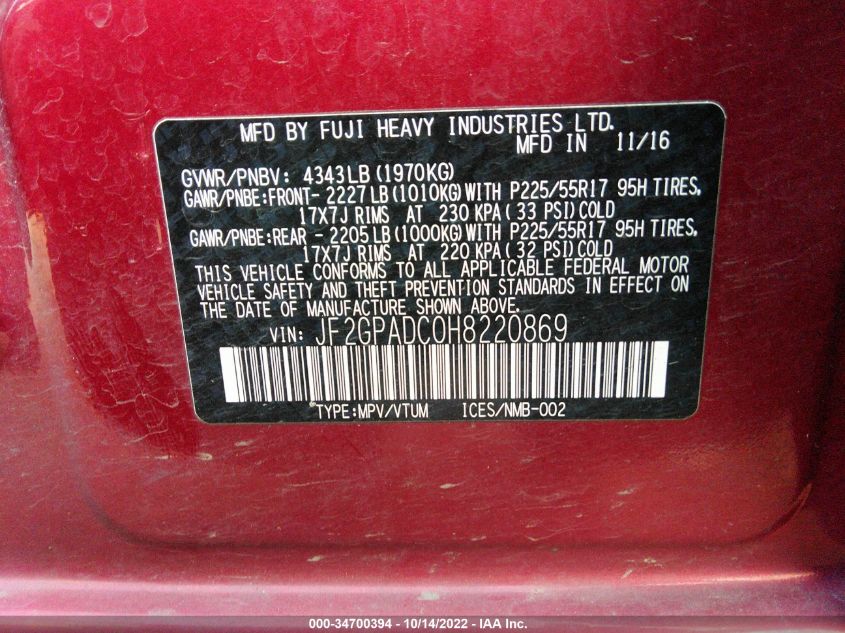 MFD BY FUJI HEAVY INDUSTRIES LTD.
MFD IN 11/16
GVWR/PNBV: 4343LB(1970KG)
GAWR/PNBE:FRONT- 2227LB(1010KG)WITH P225/55R17 95H TIRES,
17X7J RIMS AT 230 KPA( 33 PSI)COLD
GAWR/PNBE:REAR - 2205LB(1000KG)WITH P225/55R17 95H TIRES,
17X7J RIMS AT 220 KPA( 32 PSI)COLD
THIS VEHICLE CONFORMS TO ALL APPLICABLE FEDERAL MOTOR
VEHICLE SAFETY AND THEFT PREVENTION STANDARDS IN EFFECT ON
THE DATE OF MANUFACTURE SHOWN ABOVE.
VIN: JF2GPADC0H8220869
TYPE:MPV/VTUM ICES/NMB-002
000-34700394 - 10/14/2022 - IAA Inc.